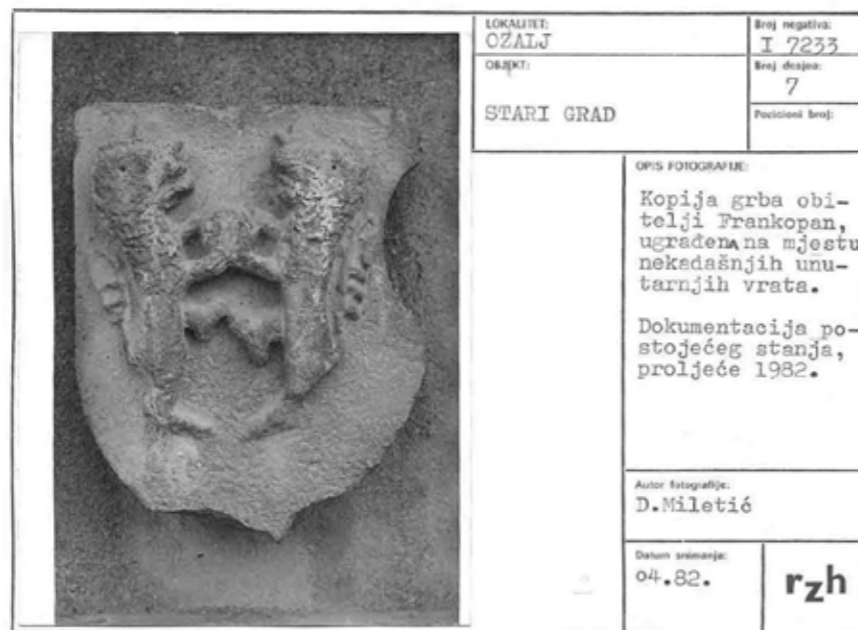 LOKALITET:
OZALJ
Broj negativa:
I 7233
OBJEKT:
STARI GRAD
Broj dosjea:
7
Pozicioni broj:
OPIS FOTOGRAFIJE:
Kopija grba obi-
telji Frankopan,
ugrađena na mjestu
nekadašnjih unu-
tarnjih vrata.
Dokumentacija po-
stojećeg stanja,
proljeće 1982.
Autor fotografije:
D.Miletić
Datum snimanja:
04.82.
rzh